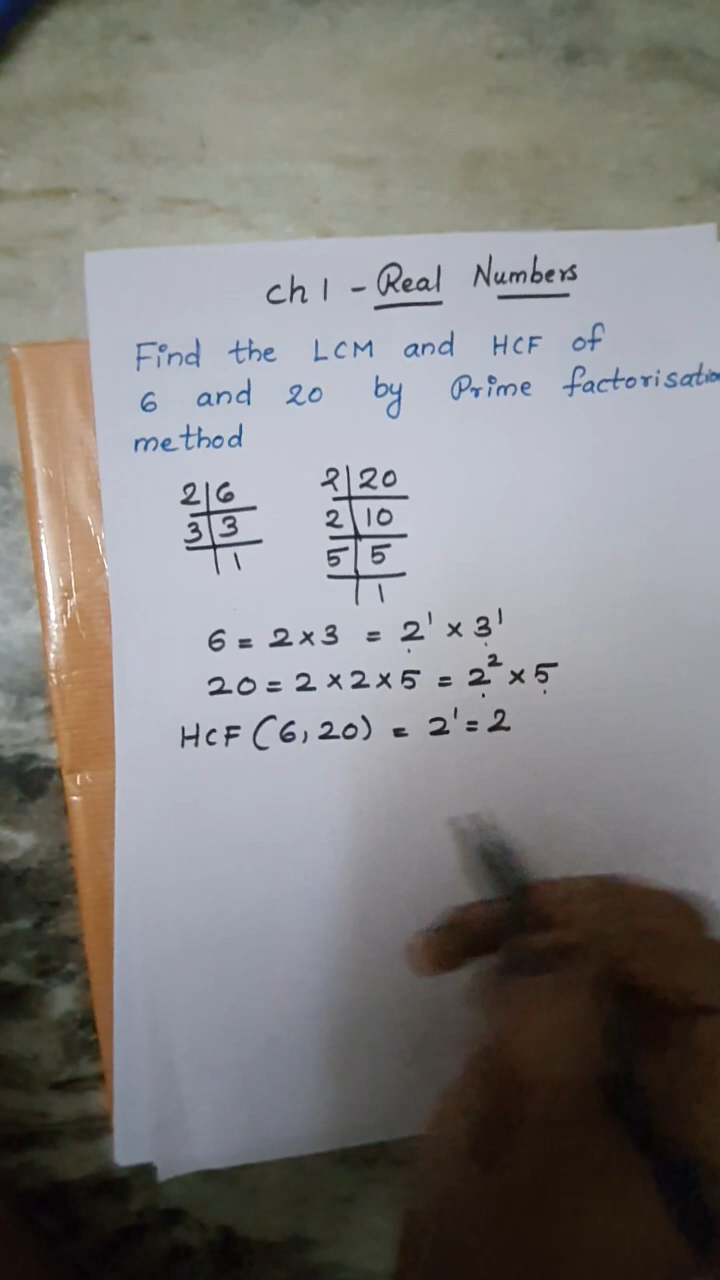 Ch 1 - Real Numbers
Find the LCM and HCF of
6 and 20 by Prime factorisation
method
2|6 2|20
3|3 2|10
|1 5|5
|1
6 = 2 × 3 = 2¹ × 3¹
20 = 2 × 2 × 5 = 2² × 5
HCF (6, 20) = 2¹ = 2